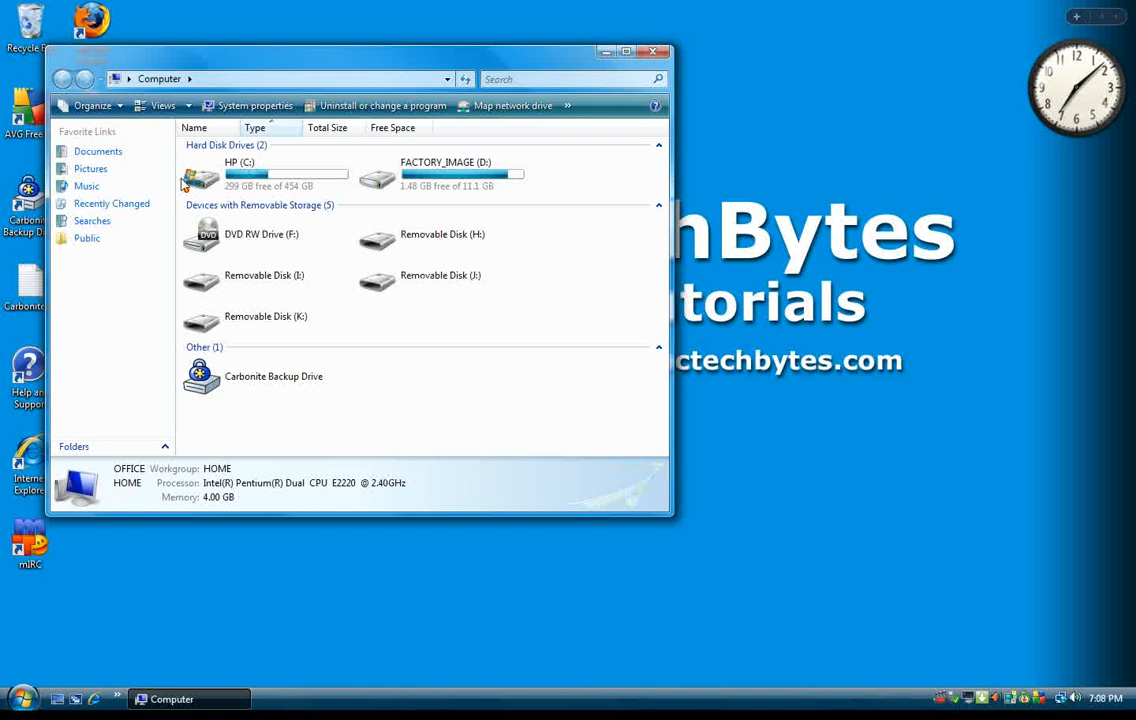 Recycle B
AVG Free
Carbonite
Backup Dr
Carbonite
Help and
Support
Internet
Explorer
mIRC
Computer
Search
Organize
Views
System properties
Uninstall or change a program
Map network drive
»
Favorite Links
Documents
Pictures
Music
Recently Changed
Searches
Public
Folders
Name
Type
Total Size
Free Space
Hard Disk Drives (2)
HP (C:)
299 GB free of 454 GB
FACTORY_IMAGE (D:)
1.48 GB free of 11.1 GB
Devices with Removable Storage (5)
DVD
DVD RW Drive (F:)
Removable Disk (H:)
Removable Disk (I:)
Removable Disk (J:)
Removable Disk (K:)
Other (1)
Carbonite Backup Drive
OFFICE Workgroup: HOME
HOME Processor: Intel(R) Pentium(R) Dual CPU E2220 @ 2.40GHz
Memory: 4.00 GB
hBytes
torials
ctechbytes.com
Computer
7:08 PM